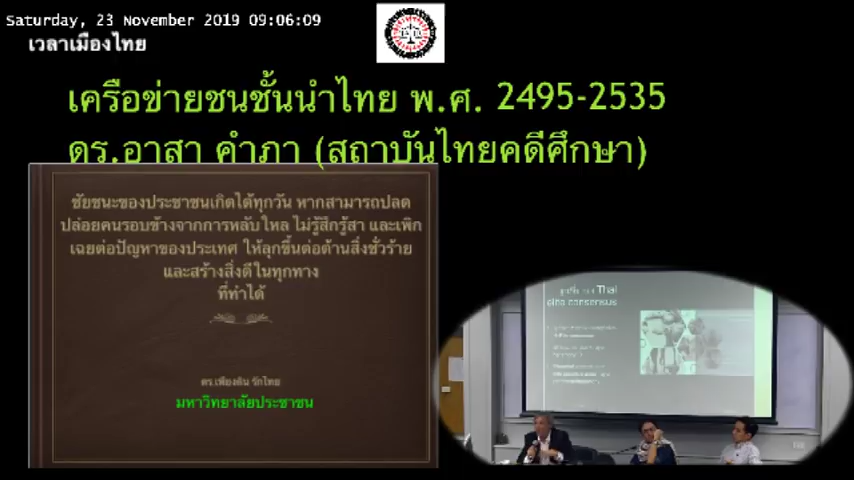 Saturday, 23 November 2019 09:06:09
เวลาเมืองไทย
เครือข่ายชนชั้นนำไทย พ.ศ. 2495-2535
ดร.อาสา คำภา (สถาบันไทยคดีศึกษา)
ชัยชนะของประชาชนเกิดได้ทุกวัน หากสามารถปลด
ปล่อยคนรอบข้างจากการหลับใหล ไม่รู้สึกรู้สา และเพิก
เฉยต่อปัญหาของประเทศ ให้ลุกขึ้นต่อต้านสิ่งชั่วร้าย
และสร้างสิ่งดีในทุกทาง
ที่ทำได้
ดร.เพียงดิน รักไทย
มหาวิทยาลัยประชาชน
Thai
elite consensus